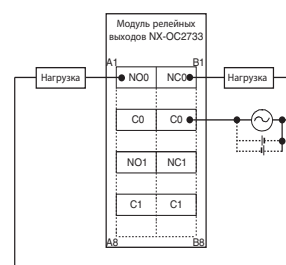 Модуль релейных
выходов NX-OC2733
A1 B1
Нагрузка NO0 NC0 Нагрузка
C0 C0
NO1 NC1
C1 C1
A8 B8